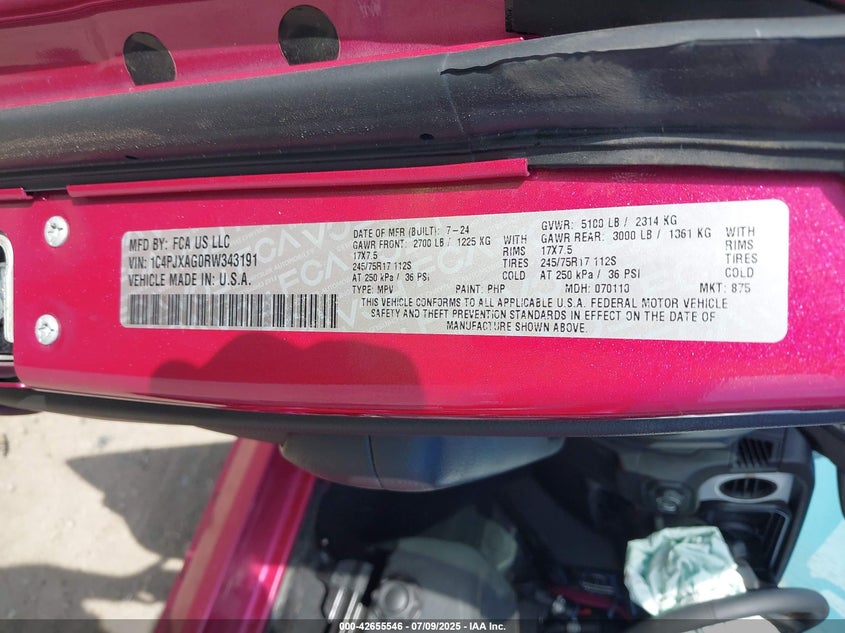 MFD BY: FCA US LLC
VIN: 1C4PJXAG0RW343191
VEHICLE MADE IN U.S.A.
DATE OF MFR (BUILT): 7-24
GAWR FRONT: 2700 LB / 1225 KG WITH
17X7.5 RIMS
245/75R17 112S TIRES
AT 250 kPa / 36 PSI COLD
GVWR: 5100 LB / 2314 KG
GAWR REAR: 3000 LB / 1361 KG WITH
17X7.5 RIMS
245/75R17 112S TIRES
AT 250 kPa / 36 PSI COLD
TYPE: MPV PAINT: PHP MDH: 070110 MKT: 875
THIS VEHICLE CONFORMS TO ALL APPLICABLE U.S.A. FEDERAL MOTOR VEHICLE
SAFETY AND THEFT PREVENTION STANDARDS IN EFFECT ON THE DATE OF
MANUFACTURE SHOWN ABOVE.
000-42655546 - 07/09/2025 - IAA Inc.